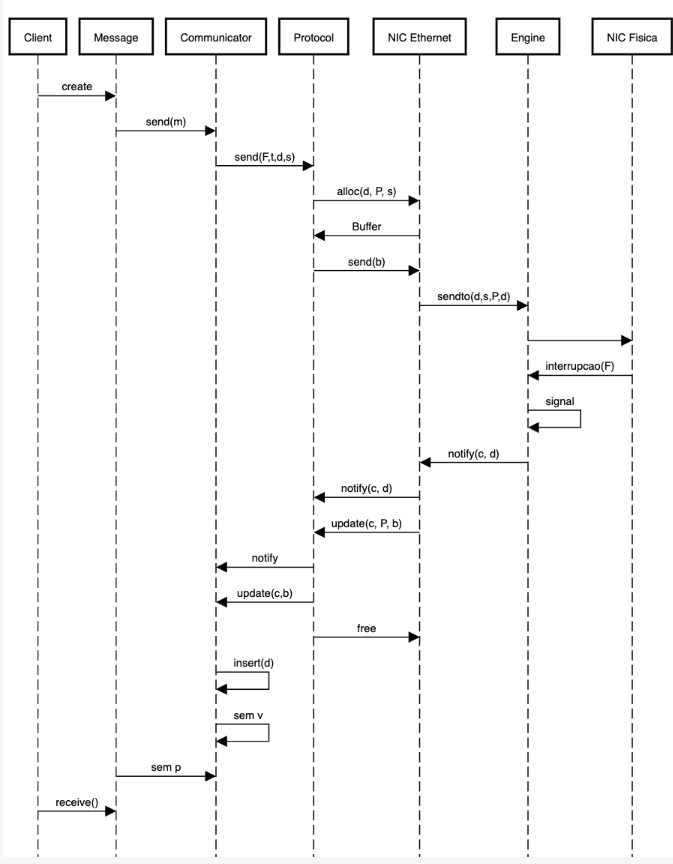 Client
Message
Communicator
Protocol
NIC Ethernet
Engine
NIC Fisica
create
send(m)
send(F,t,d,s)
alloc(d, P, s)
Buffer
send(b)
sendto(d,s,P,d)
interrupcao(F)
signal
notify(c, d)
notify(c, d)
update(c, P, b)
notify
update(c,b)
free
insert(d)
sem v
sem p
receive()